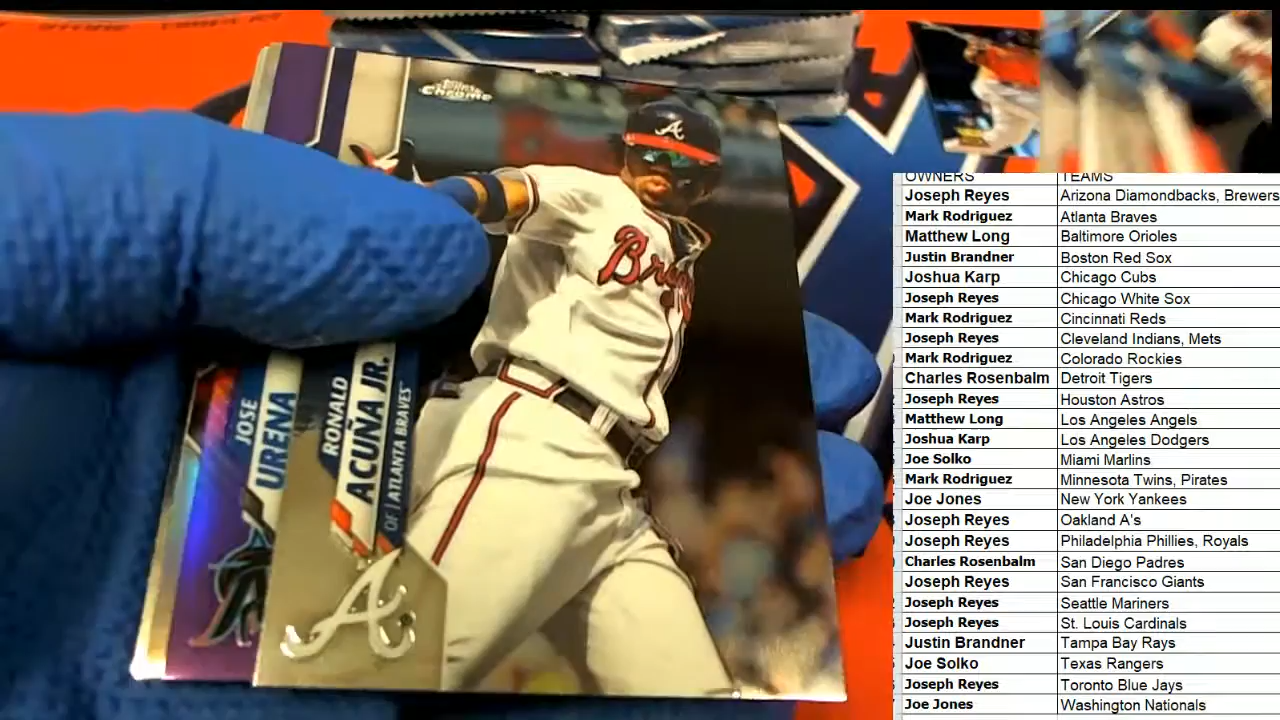 Topps
Chrome
A
Braves
JOSE
URENA
RONALD
ACUÑA JR.
OF | ATLANTA BRAVES™
A
OWNERS TEAMS
Joseph Reyes Arizona Diamondbacks, Brewers
Mark Rodriguez Atlanta Braves
Matthew Long Baltimore Orioles
Justin Brandner Boston Red Sox
Joshua Karp Chicago Cubs
Joseph Reyes Chicago White Sox
Mark Rodriguez Cincinnati Reds
Joseph Reyes Cleveland Indians, Mets
Mark Rodriguez Colorado Rockies
Charles Rosenbalm Detroit Tigers
Joseph Reyes Houston Astros
Matthew Long Los Angeles Angels
Joshua Karp Los Angeles Dodgers
Joe Solko Miami Marlins
Mark Rodriguez Minnesota Twins, Pirates
Joe Jones New York Yankees
Joseph Reyes Oakland A's
Joseph Reyes Philadelphia Phillies, Royals
Charles Rosenbalm San Diego Padres
Joseph Reyes San Francisco Giants
Joseph Reyes Seattle Mariners
Joseph Reyes St. Louis Cardinals
Justin Brandner Tampa Bay Rays
Joe Solko Texas Rangers
Joseph Reyes Toronto Blue Jays
Joe Jones Washington Nationals